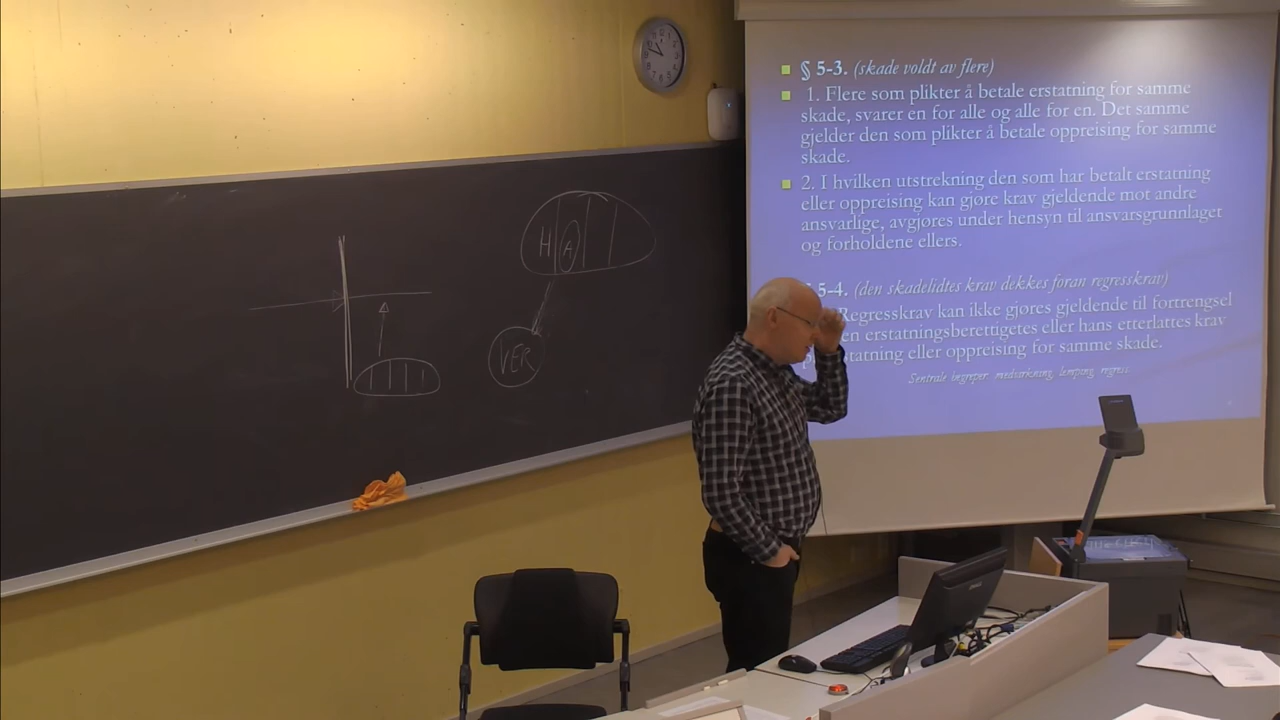 H A
VER
§ 5-3. (skade voldt av flere)
1. Flere som plikter å betale erstatning for samme
skade, svarer en for alle og alle for en. Det samme
gjelder den som plikter å betale oppreising for samme
skade.
2. I hvilken utstrekning den som har betalt erstatning
eller oppreising kan gjøre krav gjeldende mot andre
ansvarlige, avgjøres under hensyn til ansvarsgrunnlaget
og forholdene ellers.
5-4. (den skadelidtes krav dekkes foran regresskrav)
Regresskrav kan ikke gjøres gjeldende til fortrengsel
en erstatningsberettigetes eller hans etterlattes krav
tatning eller oppreising for samme skade.
Sentrale begreper: medvirkning, lemping, regress